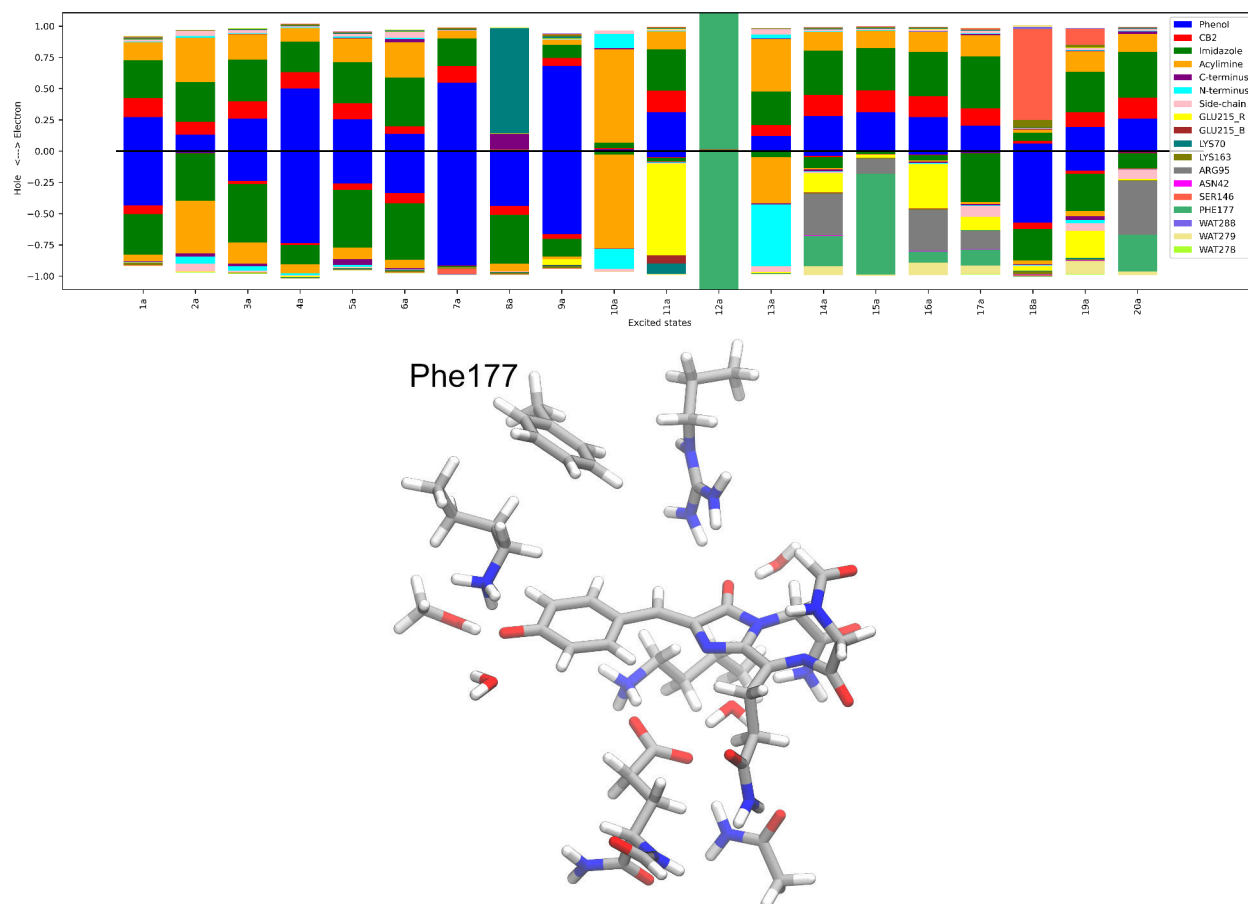 1.00
0.75
0.50
0.25
0.00
−0.25
−0.50
−0.75
−1.00
Hole <----> Electron
1a 2a 3a 4a 5a 6a 7a 8a 9a 10a 11a 12a 13a 14a 15a 16a 17a 18a 19a 20a
Excited states
Phenol
CB2
Imidazole
Acylimine
C-terminus
N-terminus
Side-chain
GLU215_R
GLU215_B
LYS70
LYS163
ARG95
ASN42
SER146
PHE177
WAT288
WAT279
WAT278
Phe177